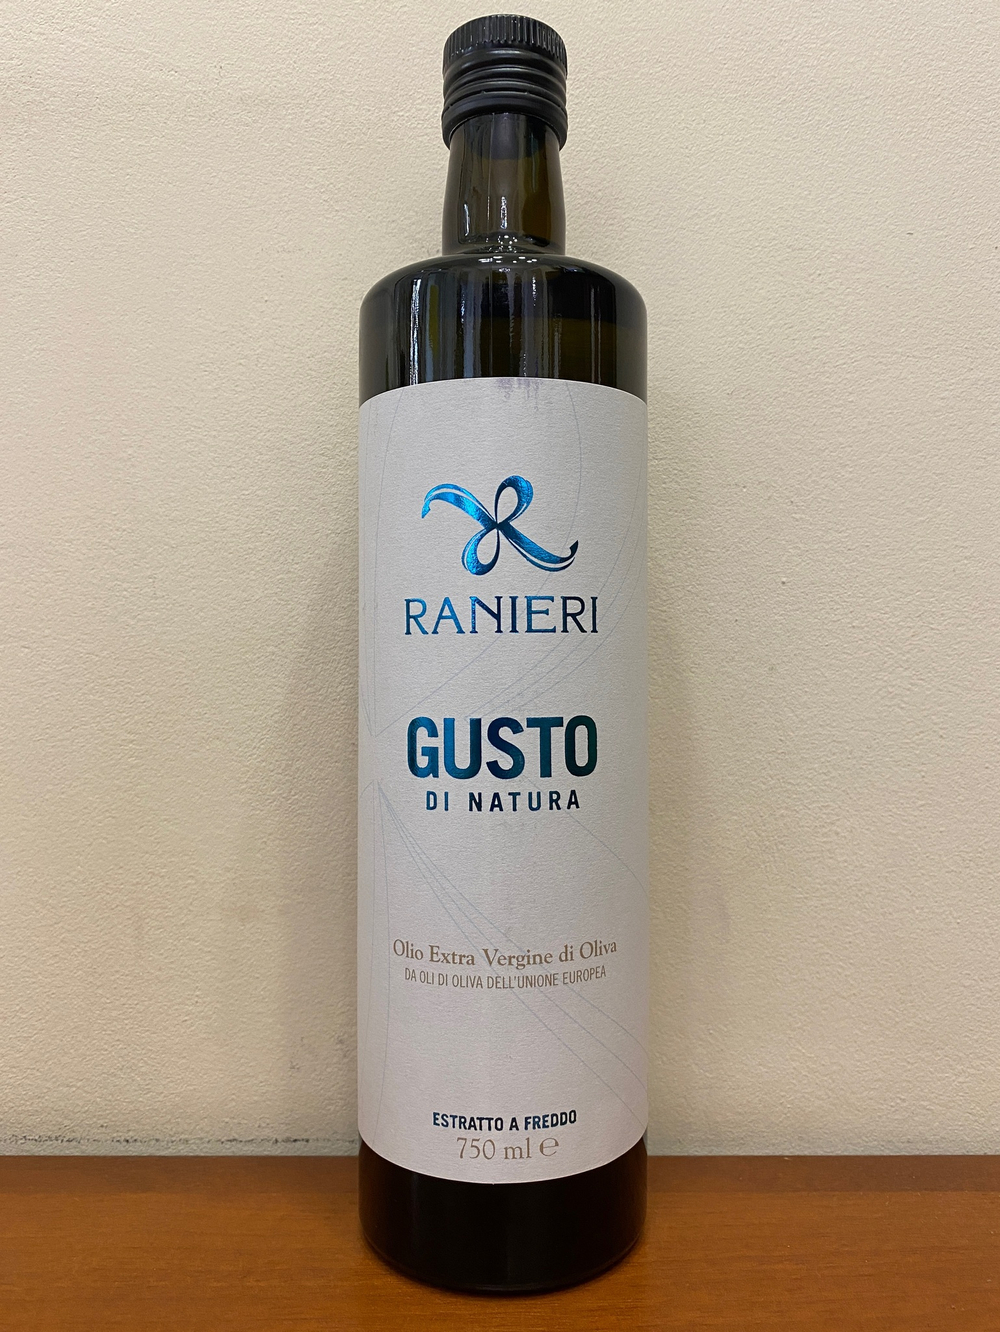 RANIERI
GUSTO
DI NATURA
Olio Extra Vergine di Oliva
DA OLI DI OLIVA DELL'UNIONE EUROPEA
ESTRATTO A FREDDO
750 ml ℮